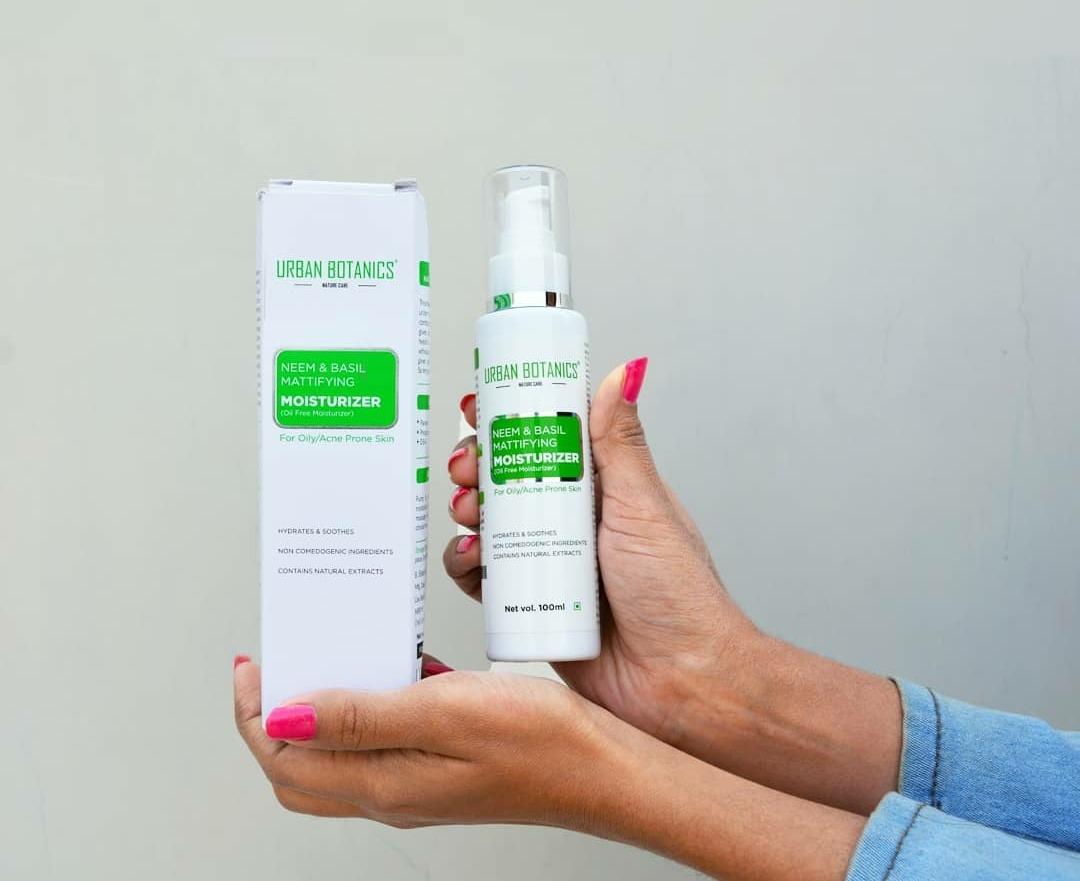 URBAN BOTANICS®
NATURE CARE
NEEM & BASIL
MATTIFYING
MOISTURIZER
(Oil Free Moisturizer)
For Oily/Acne Prone Skin
HYDRATES & SOOTHES
NON COMEDOGENIC INGREDIENTS
CONTAINS NATURAL EXTRACTS
URBAN BOTANICS®
NATURE CARE
NEEM & BASIL
MATTIFYING
MOISTURIZER
(Oil Free Moisturizer)
For Oily/Acne Prone Skin
HYDRATES & SOOTHES
NON COMEDOGENIC INGREDIENTS
CONTAINS NATURAL EXTRACTS
Net vol. 100ml